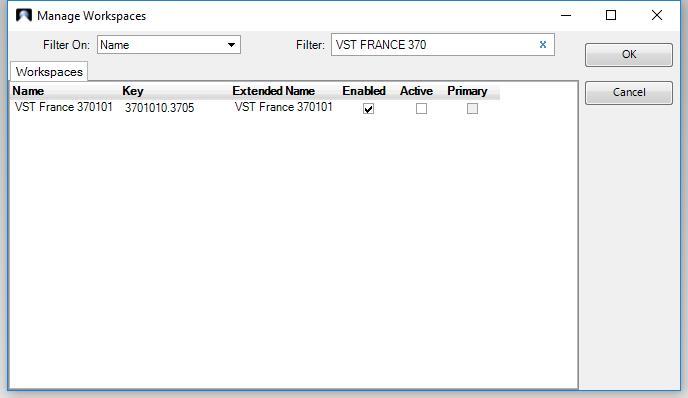 Manage Workspaces
Filter On: Name Filter: VST FRANCE 370 x
OK
Workspaces
Cancel
Name Key Extended Name Enabled Active Primary
VST France 370101 3701010.3705 VST France 370101